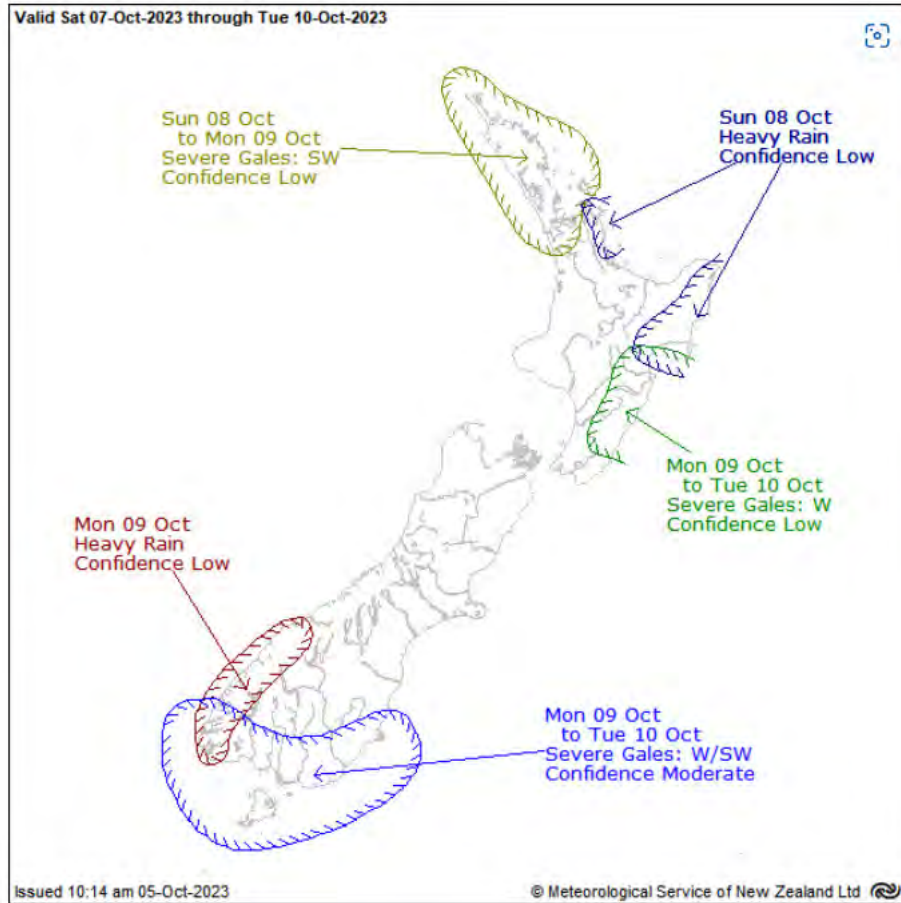 Valid Sat 07-Oct-2023 through Tue 10-Oct-2023
Sun 08 Oct
to Mon 09 Oct
Severe Gales: SW
Confidence Low
Sun 08 Oct
Heavy Rain
Confidence Low
Mon 09 Oct
to Tue 10 Oct
Severe Gales: W
Confidence Low
Mon 09 Oct
Heavy Rain
Confidence Low
Mon 09 Oct
to Tue 10 Oct
Severe Gales: W/SW
Confidence Moderate
Issued 10:14 am 05-Oct-2023
© Meteorological Service of New Zealand Ltd